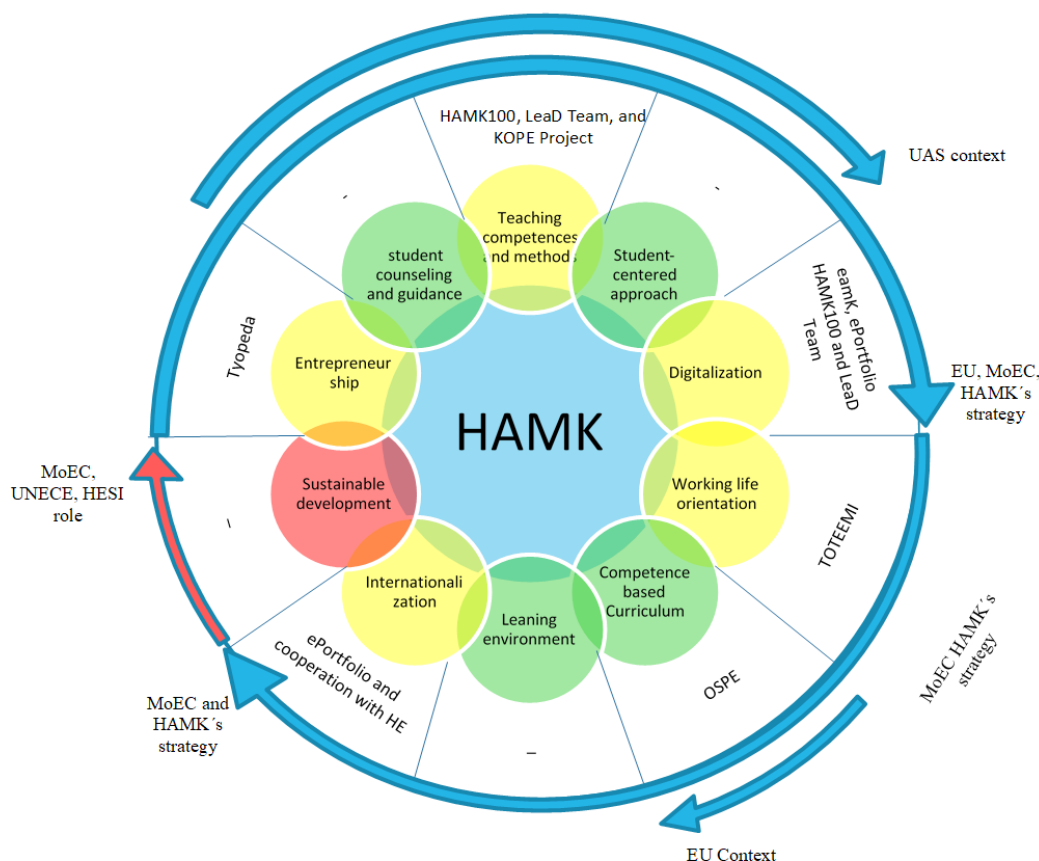 HAMK100, LeaD Team, and
KOPE Project
UAS context
-
-
Teaching
competences
and methods
student
counseling
and guidance
Student-
centered
approach
eamK, ePortfolio
HAMK100 and LeaD
Team
Tyopeda
Entrepreneur
ship
Digitalization
EU, MoEC,
HAMK´s
strategy
HAMK
MoEC,
UNECE, HESI
role
Sustainable
development
Working life
orientation
–
TOTEEMI
Internationali
zation
Competence
based
Curriculum
Leaning
environment
MoEC HAMK´s
strategy
ePortfolio and
cooperation with HE
OSPE
MoEC and
HAMK´s
strategy
–
EU Context